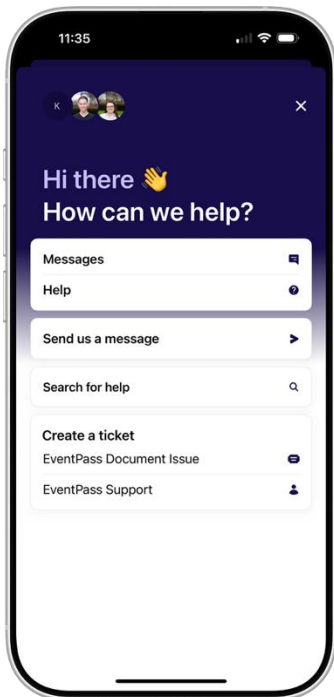 11:35
K
Hi there 👋
How can we help?
Messages
Help
Send us a message
Search for help
Create a ticket
EventPass Document Issue
EventPass Support